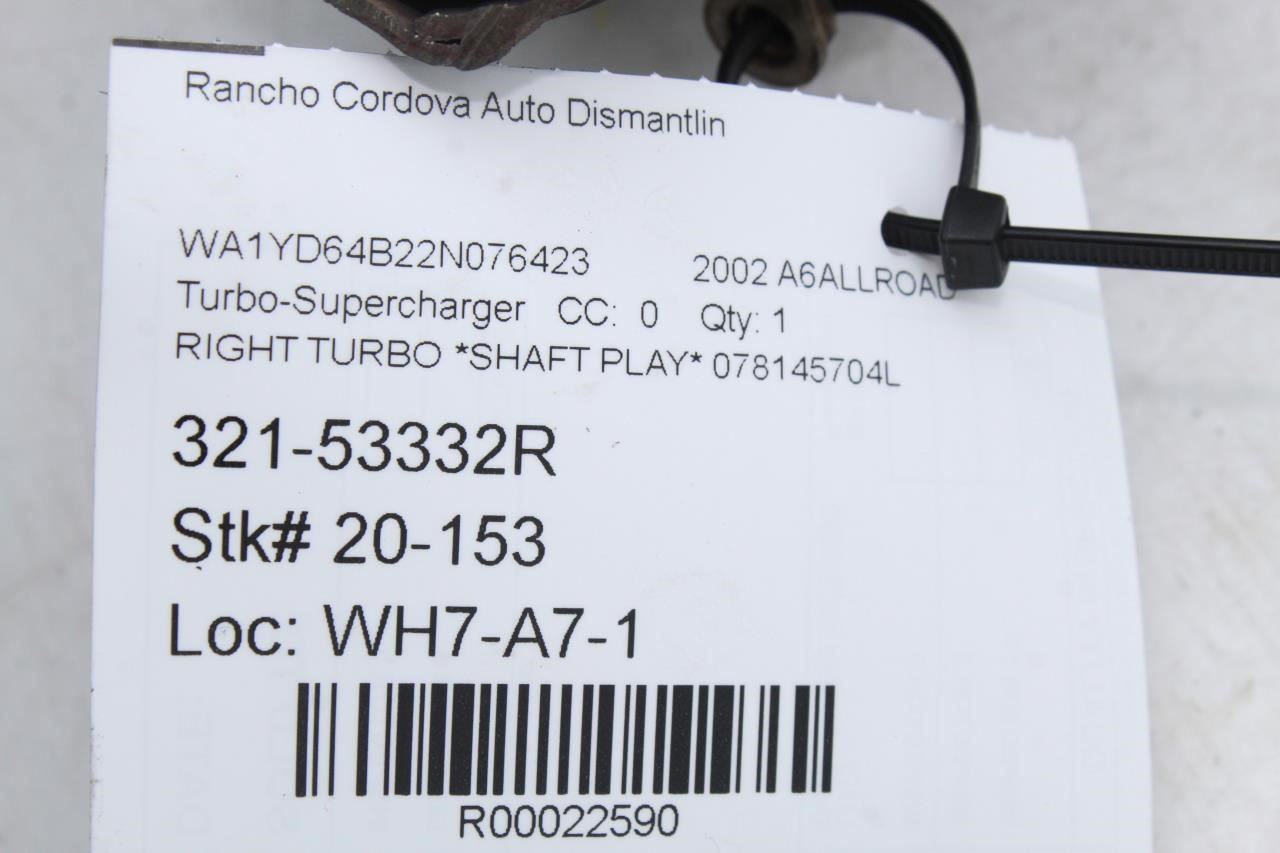 Rancho Cordova Auto Dismantlin
WA1YD64B22N076423 2002 A6ALLROAD
Turbo-Supercharger CC: 0 Qty: 1
RIGHT TURBO *SHAFT PLAY* 078145704L
321-53332R
Stk# 20-153
Loc: WH7-A7-1
R00022590